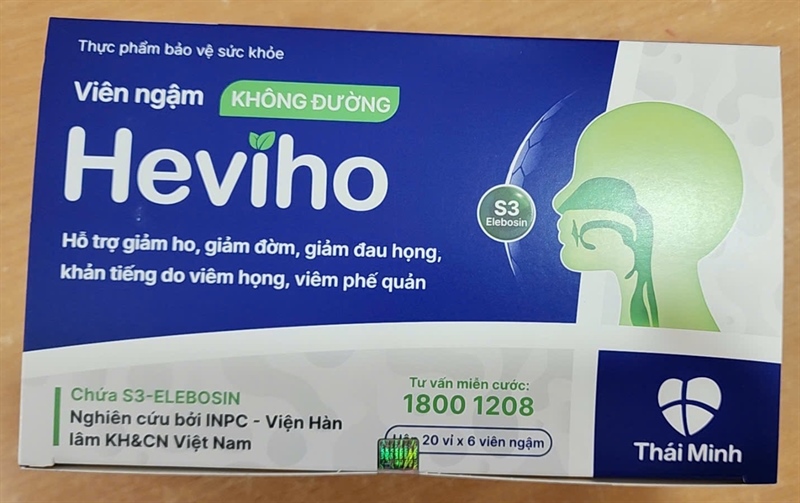 Thực phẩm bảo vệ sức khỏe
Viên ngậm KHÔNG ĐƯỜNG
Heviho
Hỗ trợ giảm ho, giảm đờm, giảm đau họng,
khản tiếng do viêm họng, viêm phế quản
S3
Elebosin
Chứa S3-ELEBOSIN
Nghiên cứu bởi INPC - Viện Hàn
lâm KH&CN Việt Nam
Tư vấn miễn cước:
1800 1208
20 vỉ x 6 viên ngậm
Thái Minh